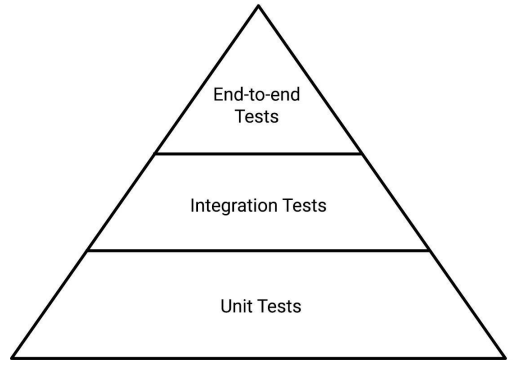 End-to-end
Tests
Integration Tests
Unit Tests